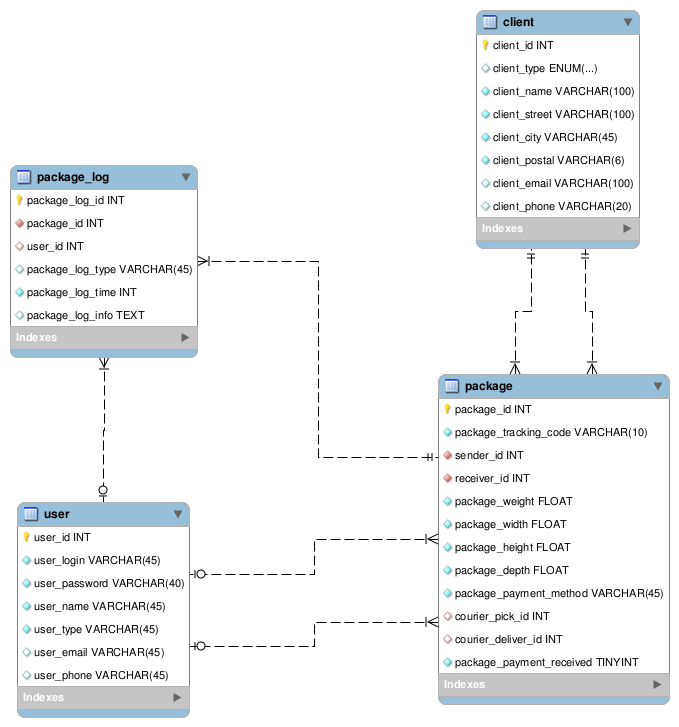 client
client_id INT
client_type ENUM(...)
client_name VARCHAR(100)
client_street VARCHAR(100)
client_city VARCHAR(45)
client_postal VARCHAR(6)
client_email VARCHAR(100)
client_phone VARCHAR(20)
Indexes
package_log
package_log_id INT
package_id INT
user_id INT
package_log_type VARCHAR(45)
package_log_time INT
package_log_info TEXT
Indexes
package
package_id INT
package_tracking_code VARCHAR(10)
sender_id INT
receiver_id INT
package_weight FLOAT
package_width FLOAT
package_height FLOAT
package_depth FLOAT
package_payment_method VARCHAR(45)
courier_pick_id INT
courier_deliver_id INT
package_payment_received TINYINT
Indexes
user
user_id INT
user_login VARCHAR(45)
user_password VARCHAR(40)
user_name VARCHAR(45)
user_type VARCHAR(45)
user_email VARCHAR(45)
user_phone VARCHAR(45)
Indexes